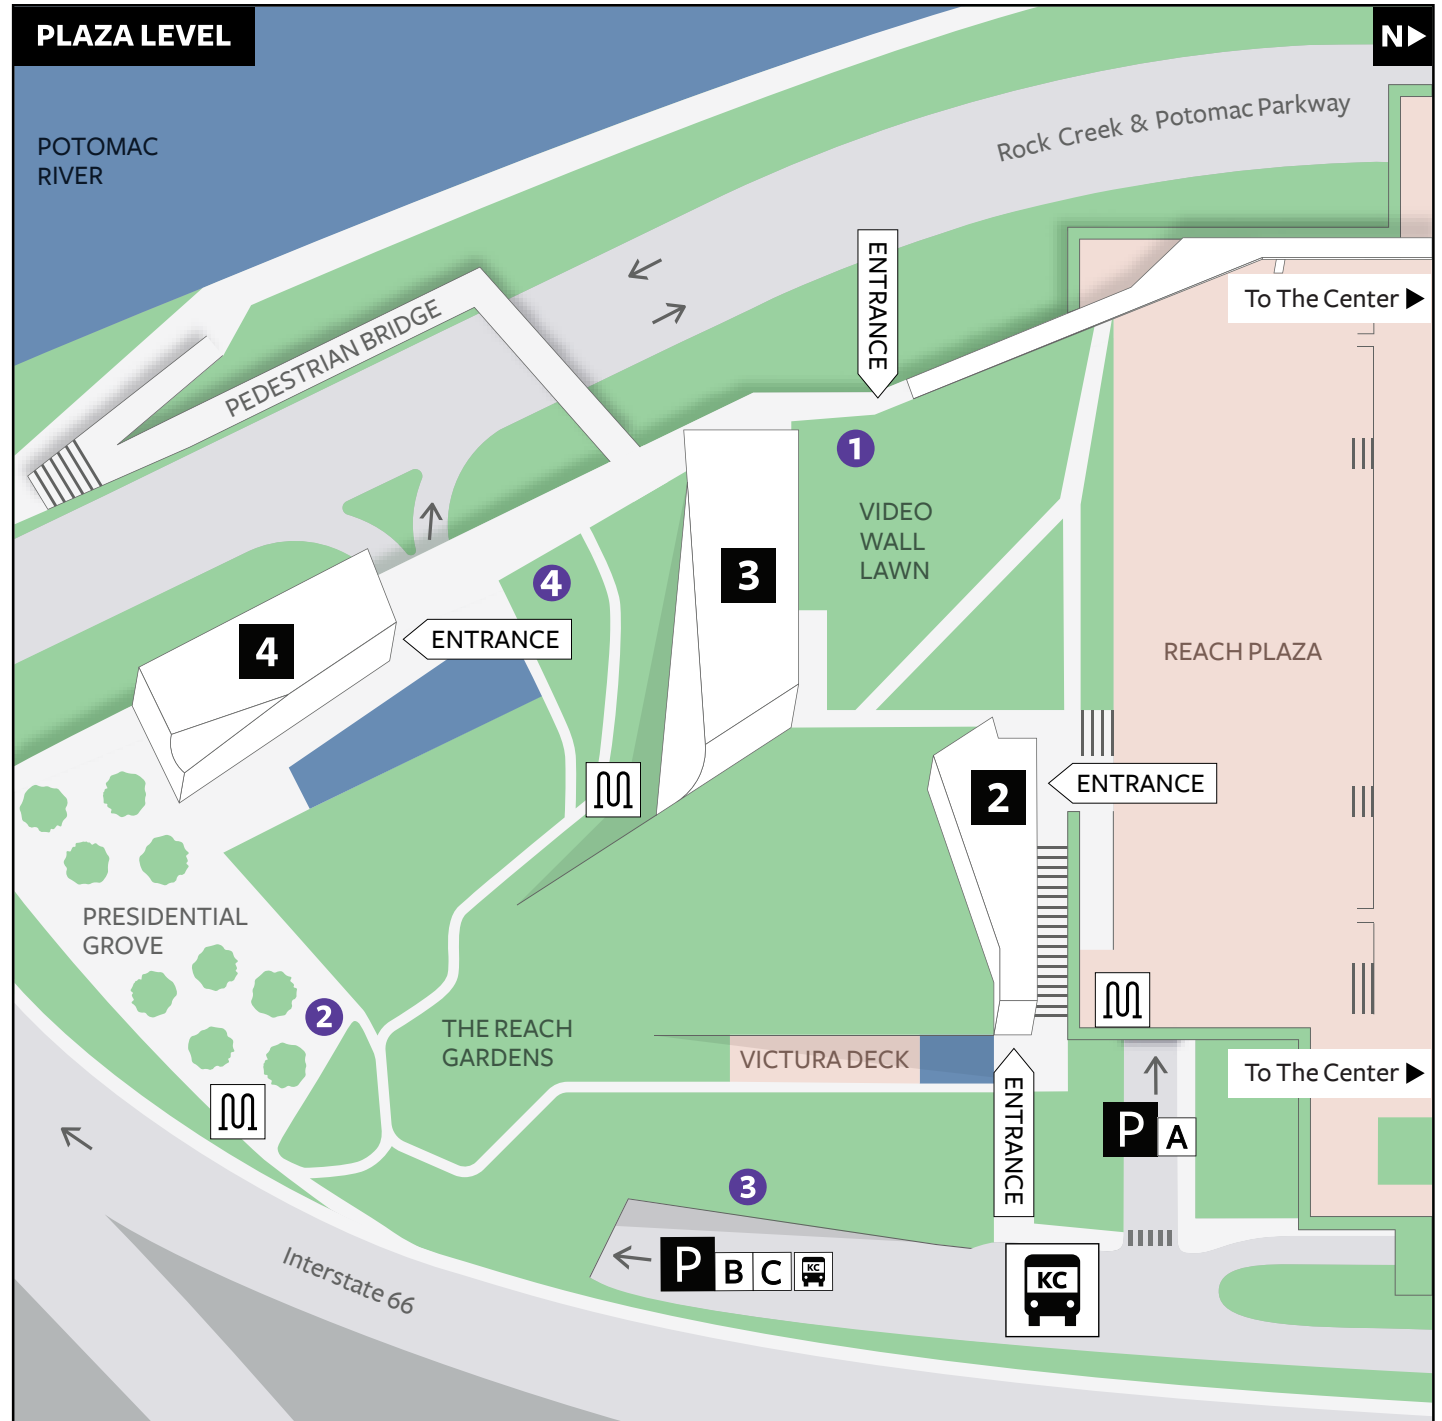 PLAZA LEVEL
N
POTOMAC
RIVER
Rock Creek & Potomac Parkway
ENTRANCE
To The Center
PEDESTRIAN BRIDGE
1
VIDEO
WALL
LAWN
3
4
4
ENTRANCE
REACH PLAZA
2
ENTRANCE
PRESIDENTIAL
GROVE
2
THE REACH
GARDENS
VICTURA DECK
To The Center
ENTRANCE
P A
3
P B C KC
KC
Interstate 66